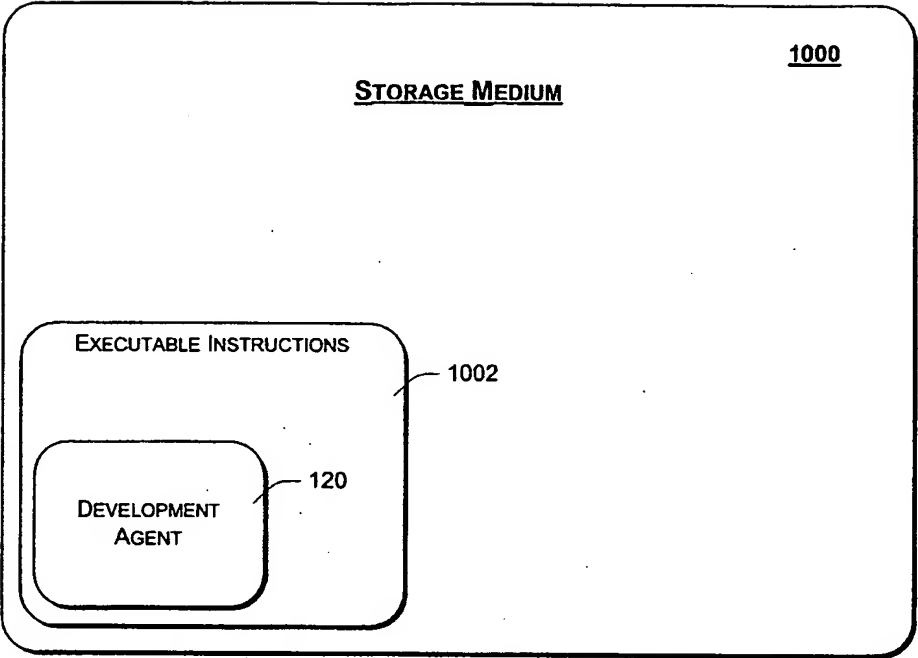 1000
STORAGE MEDIUM
EXECUTABLE INSTRUCTIONS
1002
120
DEVELOPMENT
AGENT